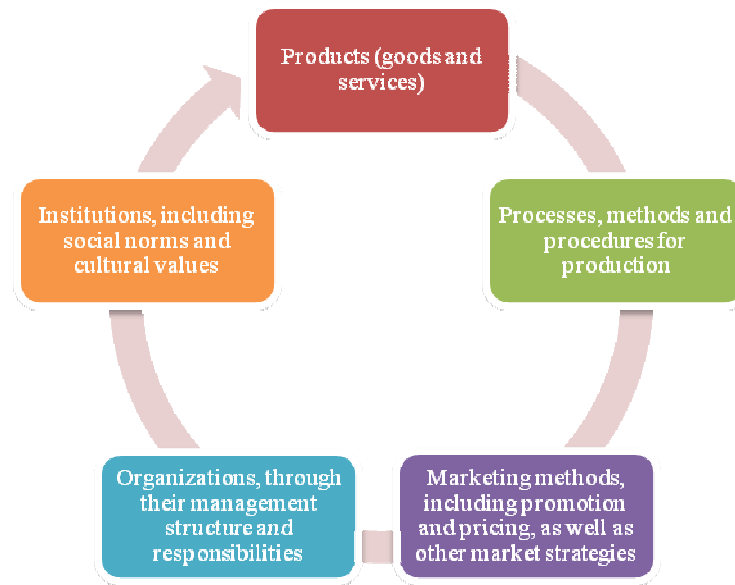 Products (goods and
services)
Processes, methods and
procedures for
production
Marketing methods,
including promotion
and pricing, as well as
other market strategies
Organizations, through
their management
structure and
responsibilities
Institutions, including
social norms and
cultural values